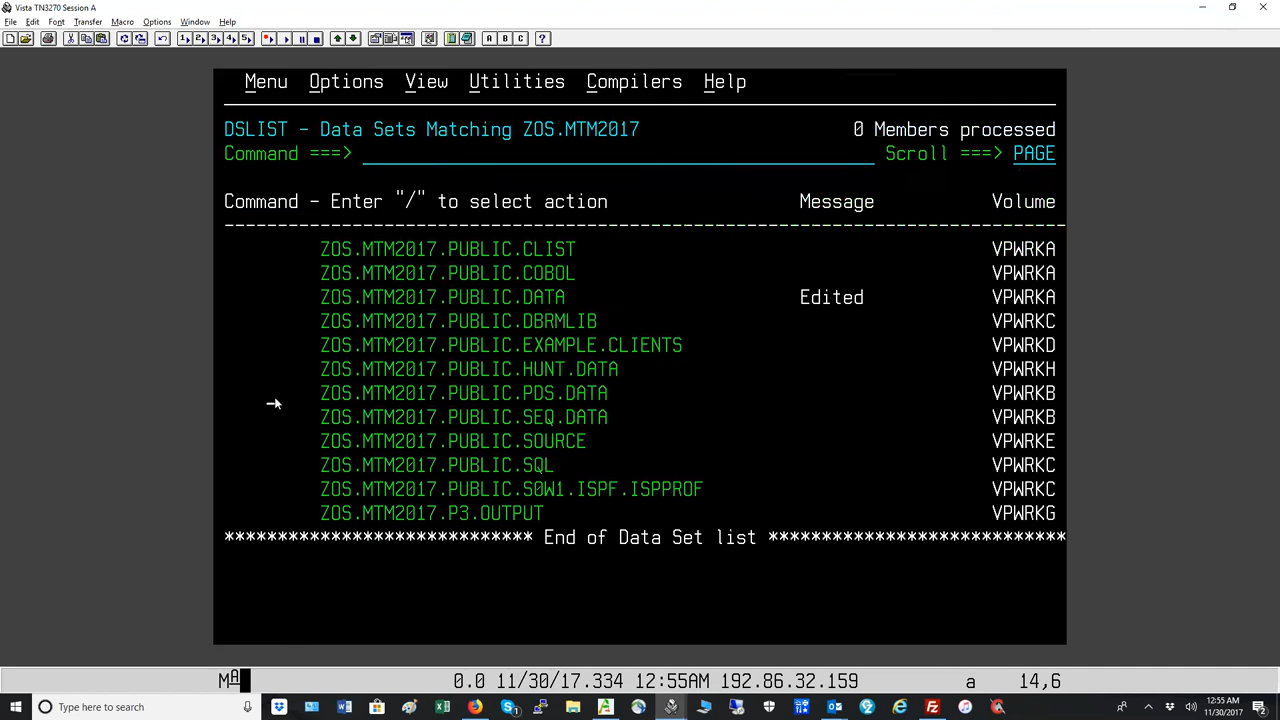 Vista TN3270 Session A
File Edit Font Transfer Macro Options Window Help
1 2 3 4 5 A B C ?
Menu Options View Utilities Compilers Help
DSLIST - Data Sets Matching ZOS.MTM2017 0 Members processed
Command ===> Scroll ===> PAGE
Command - Enter "/" to select action Message Volume
-------------------------------------------------------------------------------
ZOS.MTM2017.PUBLIC.CLIST VPWRKA
ZOS.MTM2017.PUBLIC.COBOL VPWRKA
ZOS.MTM2017.PUBLIC.DATA Edited VPWRKA
ZOS.MTM2017.PUBLIC.DBRMLIB VPWRKC
ZOS.MTM2017.PUBLIC.EXAMPLE.CLIENTS VPWRKD
ZOS.MTM2017.PUBLIC.HUNT.DATA VPWRKH
ZOS.MTM2017.PUBLIC.PDS.DATA VPWRKB
ZOS.MTM2017.PUBLIC.SEQ.DATA VPWRKB
ZOS.MTM2017.PUBLIC.SOURCE VPWRKE
ZOS.MTM2017.PUBLIC.SQL VPWRKC
ZOS.MTM2017.PUBLIC.S0W1.ISPF.ISPPROF VPWRKC
ZOS.MTM2017.P3.OUTPUT VPWRKG
***************************** End of Data Set list ****************************
MA 0.0 11/30/17.334 12:55AM 192.86.32.159 a 14,6
Type here to search
12:55 AM
11/30/2017